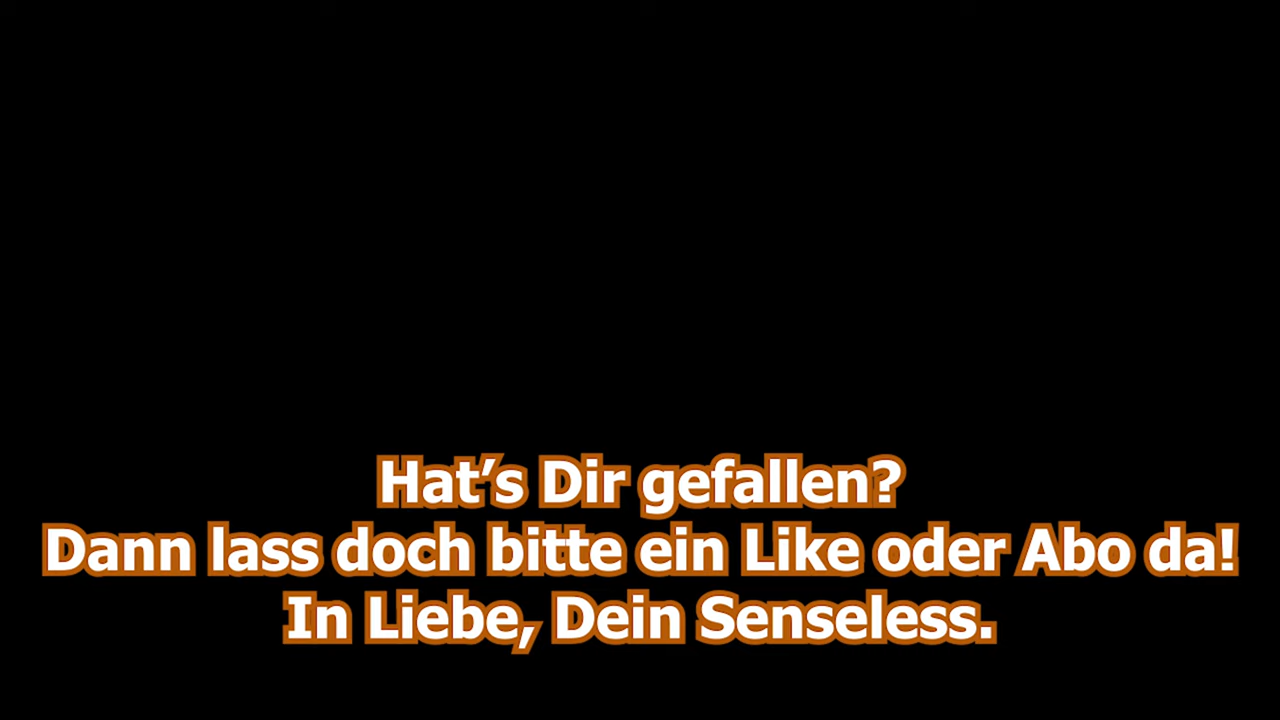 Hat’s Dir gefallen?
Dann lass doch bitte ein Like oder Abo da!
In Liebe, Dein Senseless.